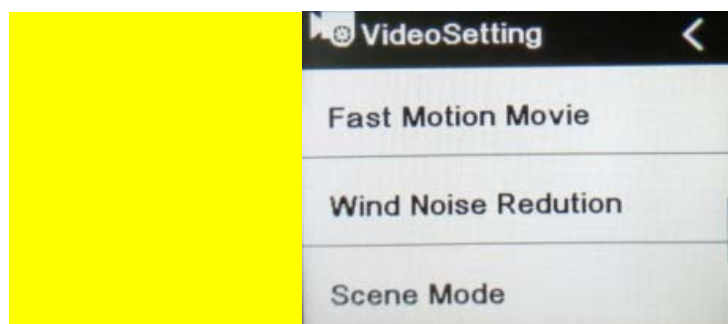 VideoSetting
Fast Motion Movie
Wind Noise Redution
Scene Mode